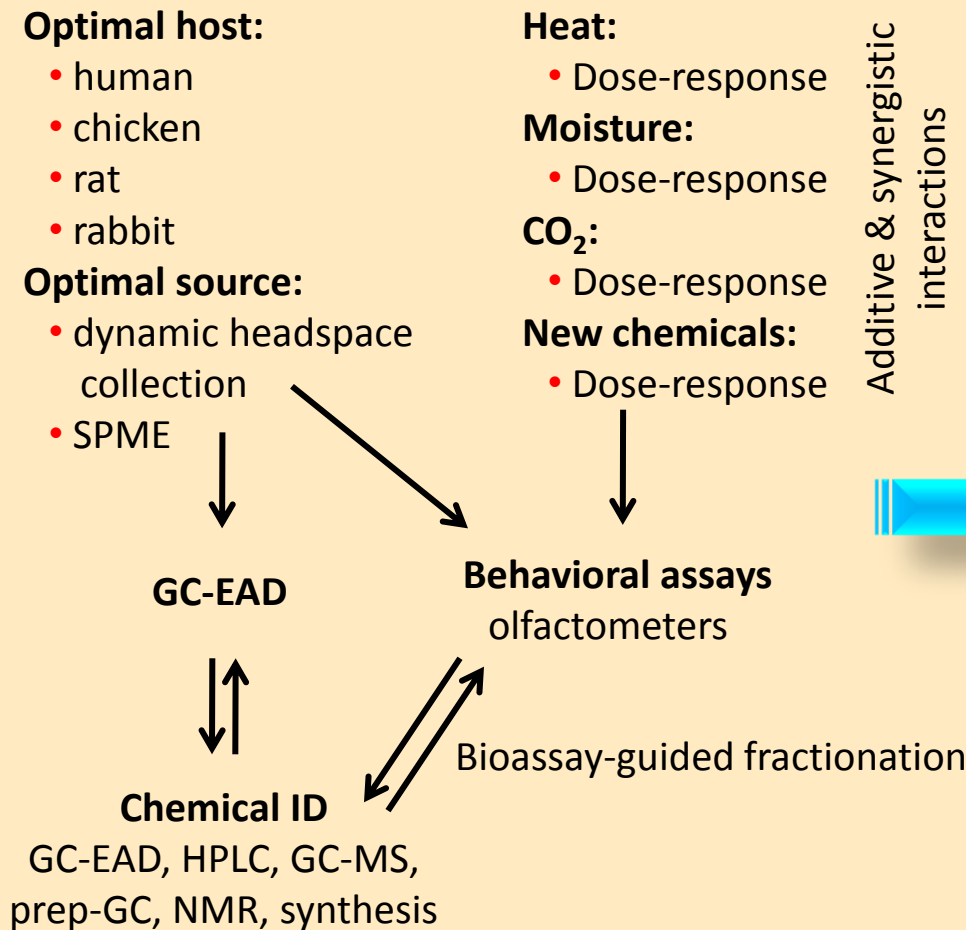 Optimal host:
• human
• chicken
• rat
• rabbit
Optimal source:
• dynamic headspace
collection
• SPME
Heat:
• Dose-response
Moisture:
• Dose-response
CO₂:
• Dose-response
New chemicals:
• Dose-response
Additive & synergistic
interactions
GC-EAD
Behavioral assays
olfactometers
Bioassay-guided fractionation
Chemical ID
GC-EAD, HPLC, GC-MS,
prep-GC, NMR, synthesis